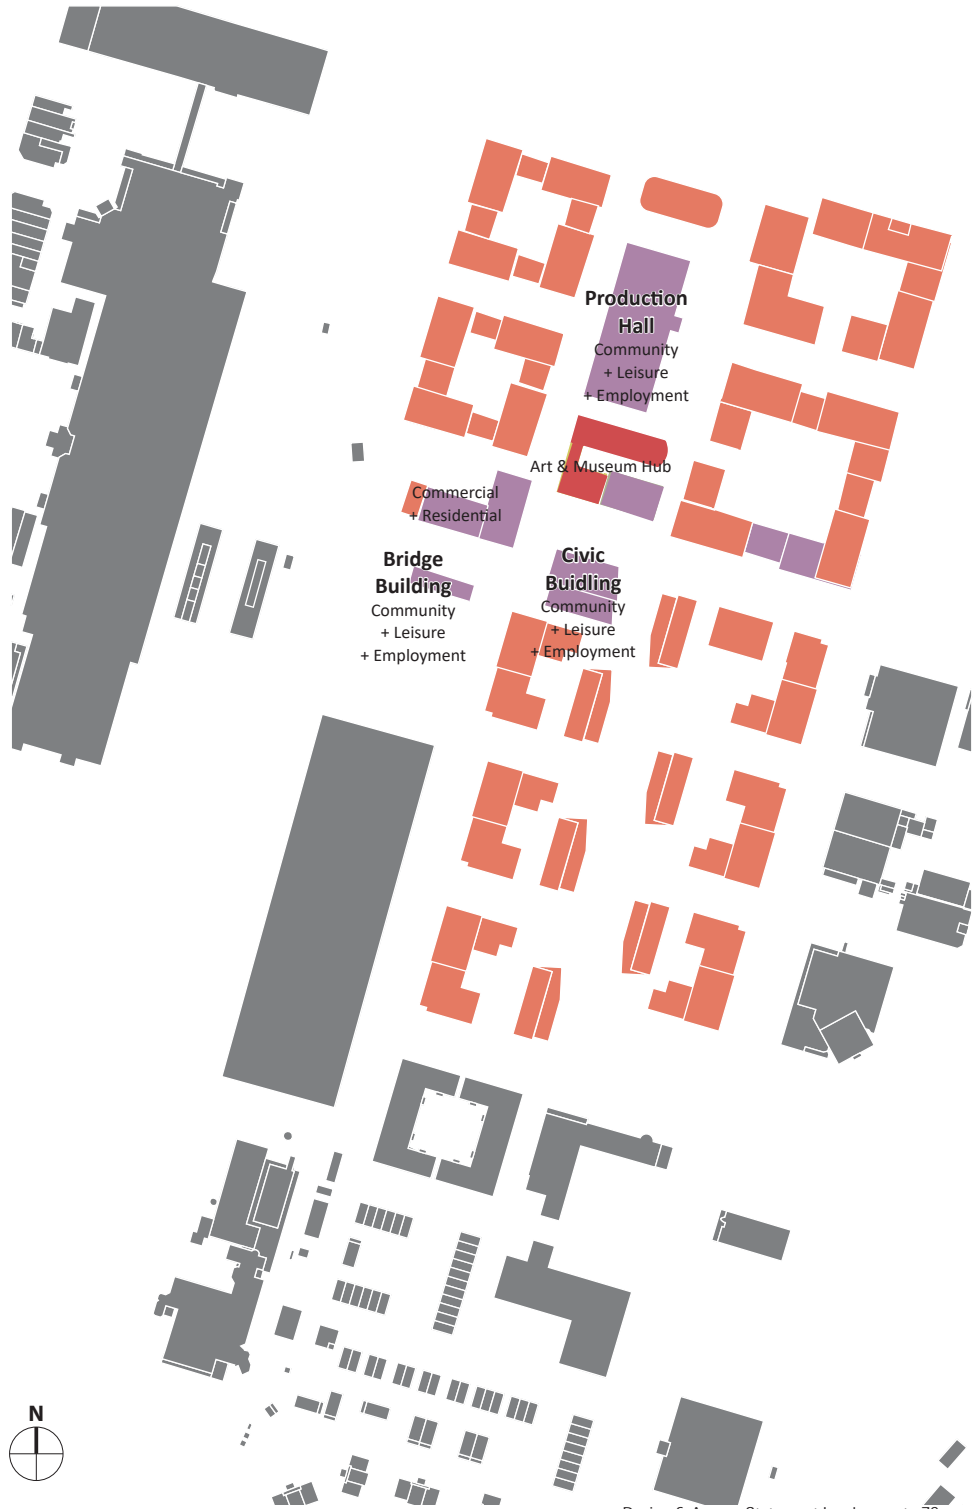 Production
Hall
Community
+ Leisure
+ Employment
Art & Museum Hub
Commercial
+ Residential
Bridge
Building
Community
+ Leisure
+ Employment
Civic
Buidling
Community
+ Leisure
+ Employment
N